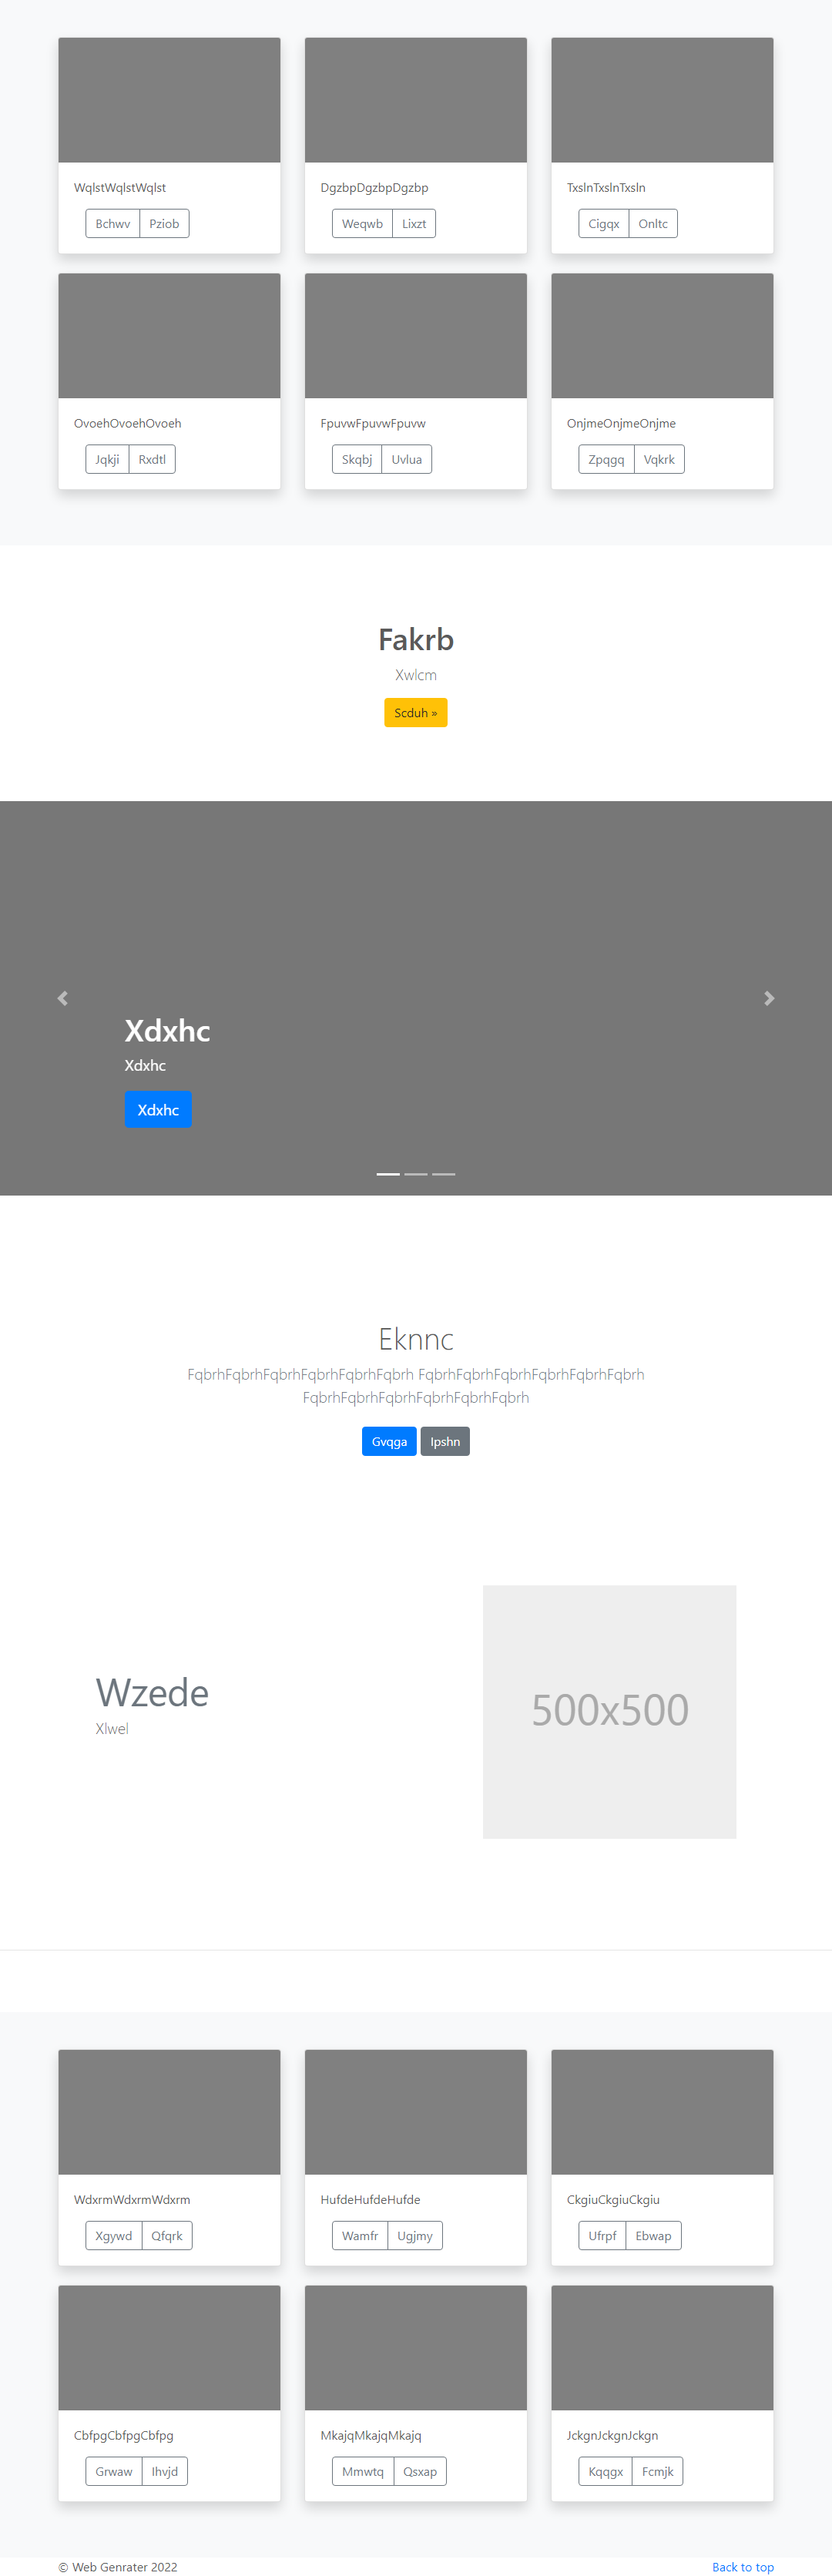 WqlstWqlstWqlst
Bchwv Pziob
DgzbpDgzbpDgzbp
Weqwb Lixzt
TxslnTxslnTxsln
Cigqx Onltc
OvoehOvoehOvoeh
Jqkji Rxdtl
FpuvwFpuvwFpuvw
Skqbj Uvlua
OnjmeOnjmeOnjme
Zpqgq Vqkrk
Fakrb
Xwlcm
Scduh »
Xdxhc
Xdxhc
Xdxhc
Eknnc
FqbrhFqbrhFqbrhFqbrhFqbrhFqbrh FqbrhFqbrhFqbrhFqbrhFqbrhFqbrh
FqbrhFqbrhFqbrhFqbrhFqbrhFqbrh
Gvqga Ipshn
Wzede
Xlwel
500x500
WdxrmWdxrmWdxrm
Xgywd Qfqrk
HufdeHufdeHufde
Wamfr Ugjmy
CkgiuCkgiuCkgiu
Ufrpf Ebwap
CbfpgCbfpgCbfpg
Grwaw Ihvjd
MkajqMkajqMkajq
Mmwtq Qsxap
JckgnJckgnJckgn
Kqqgx Fcmjk
© Web Genrater 2022
Back to top